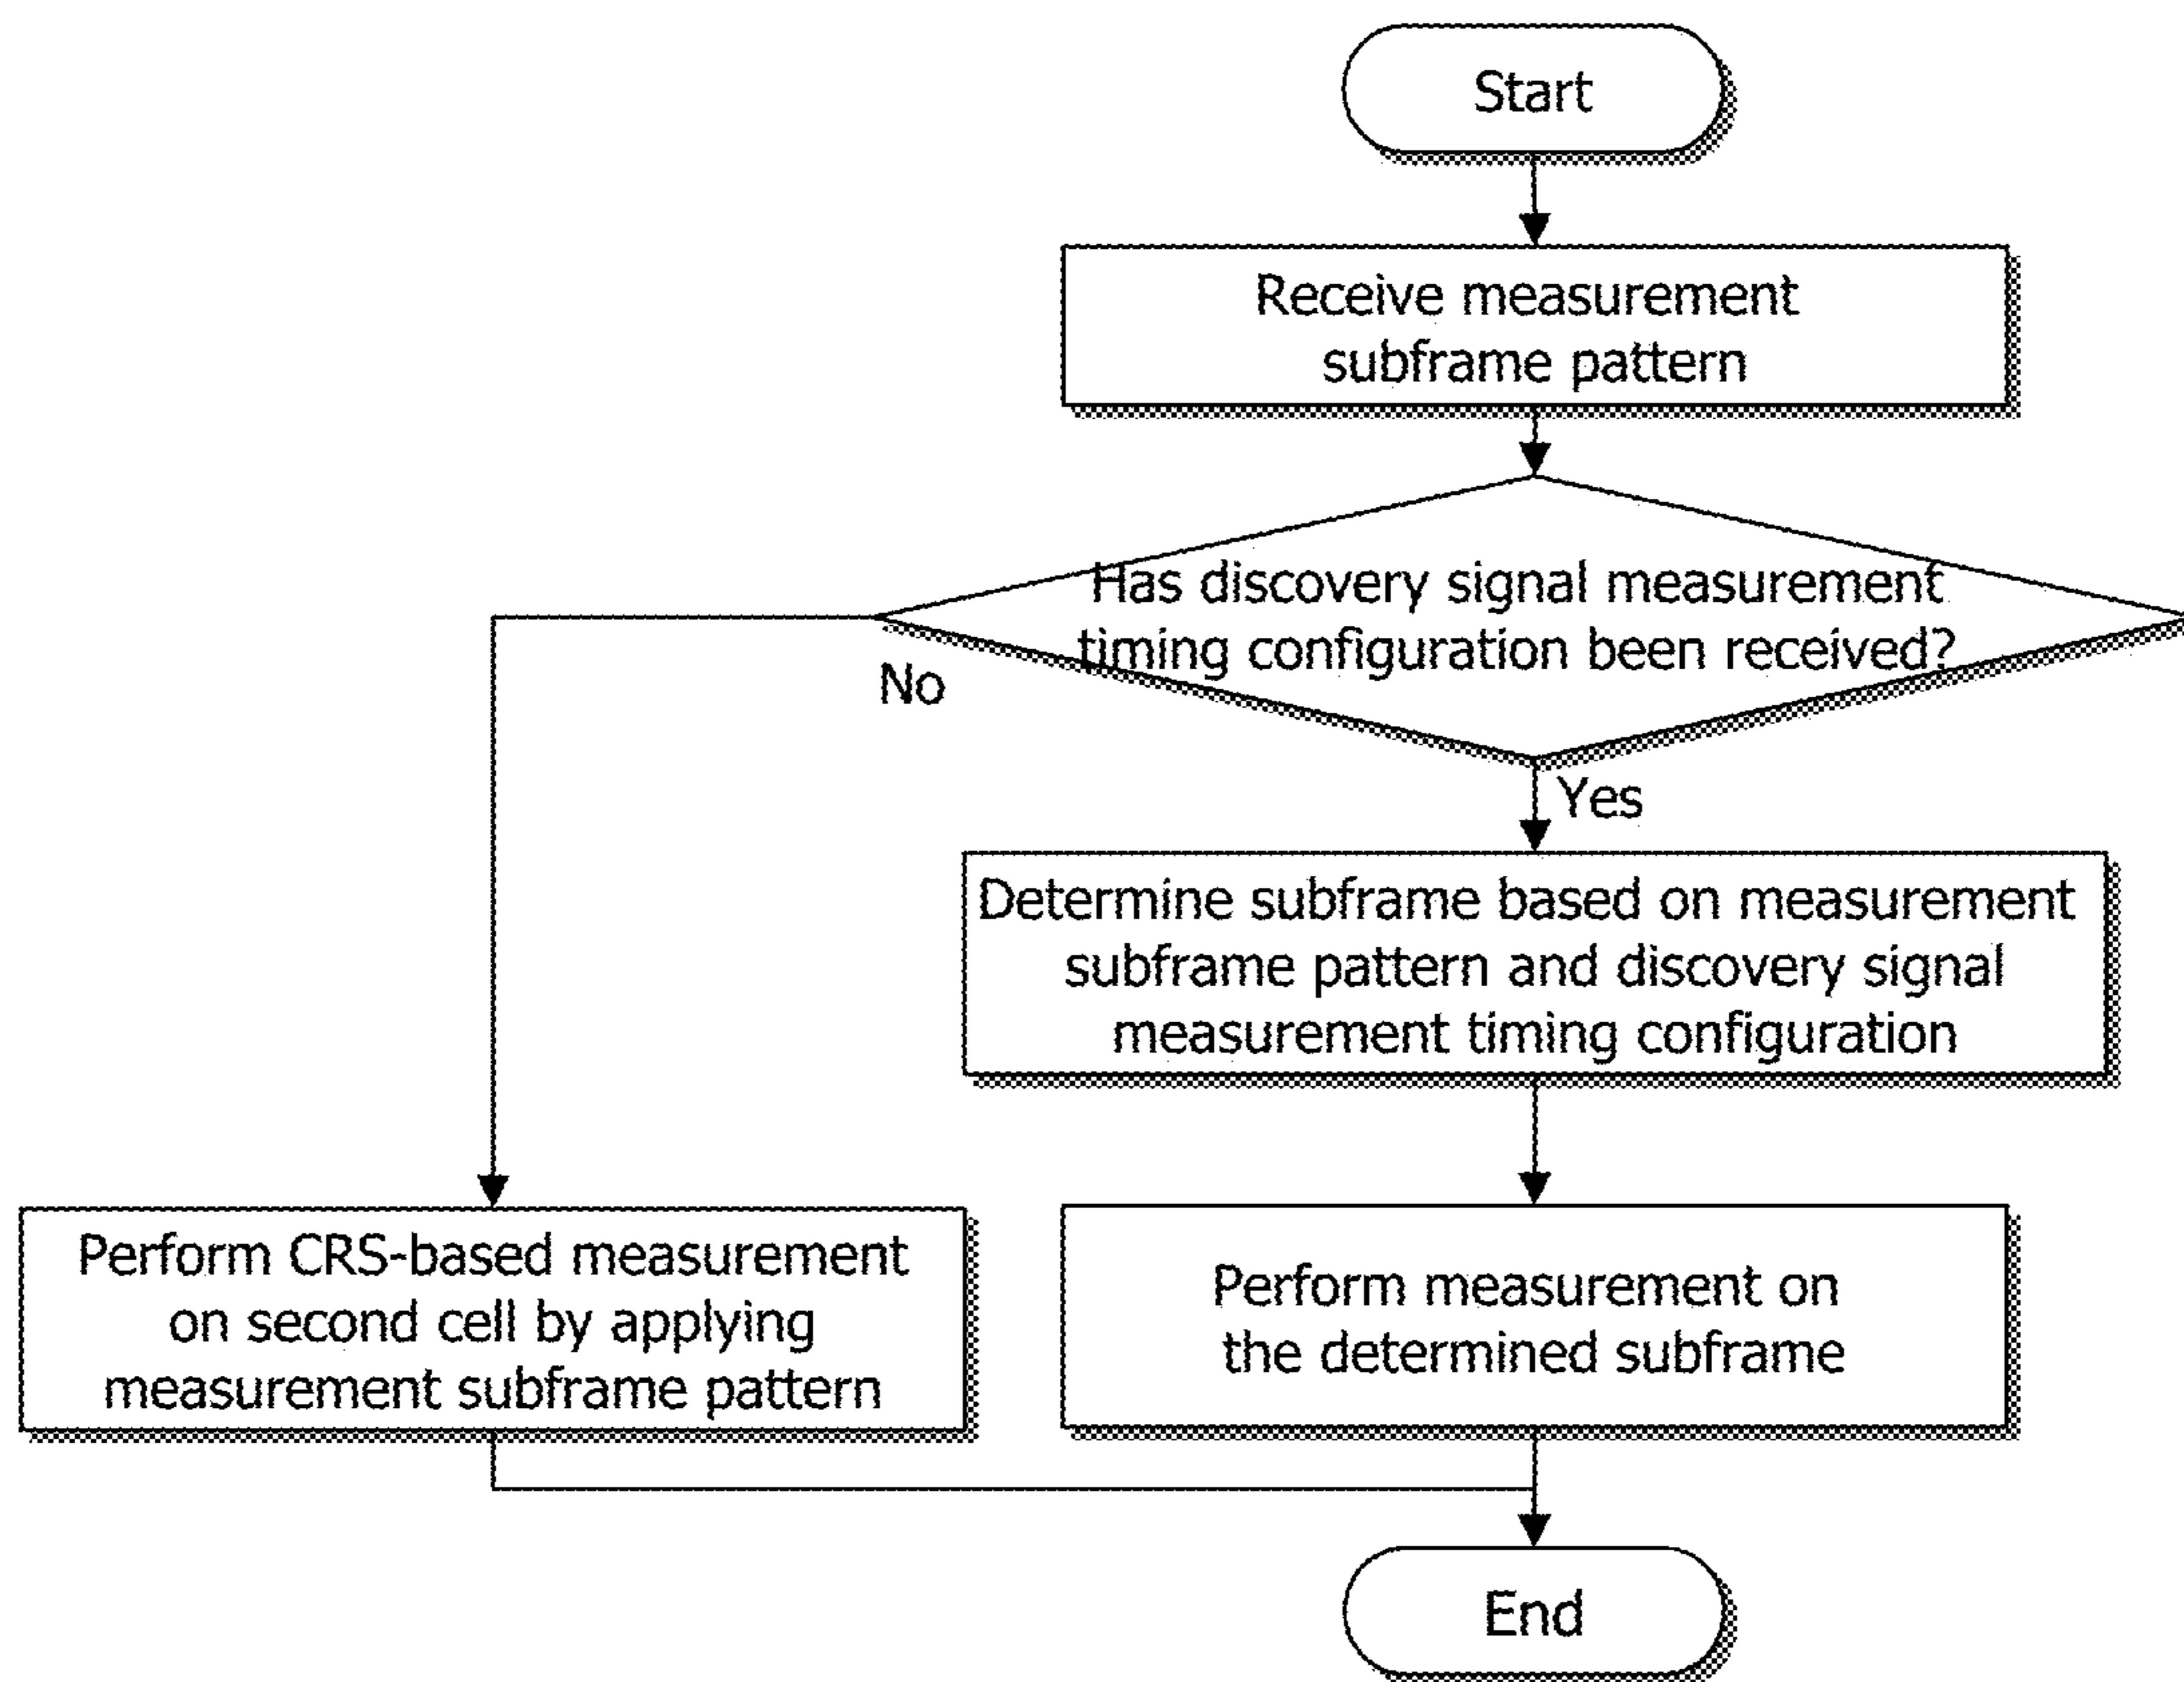 Start
Receive measurement
subframe pattern
Has discovery signal measurement
timing configuration been received?
No
Yes
Determine subframe based on measurement
subframe pattern and discovery signal
measurement timing configuration
Perform CRS-based measurement
on second cell by applying
measurement subframe pattern
Perform measurement on
the determined subframe
End